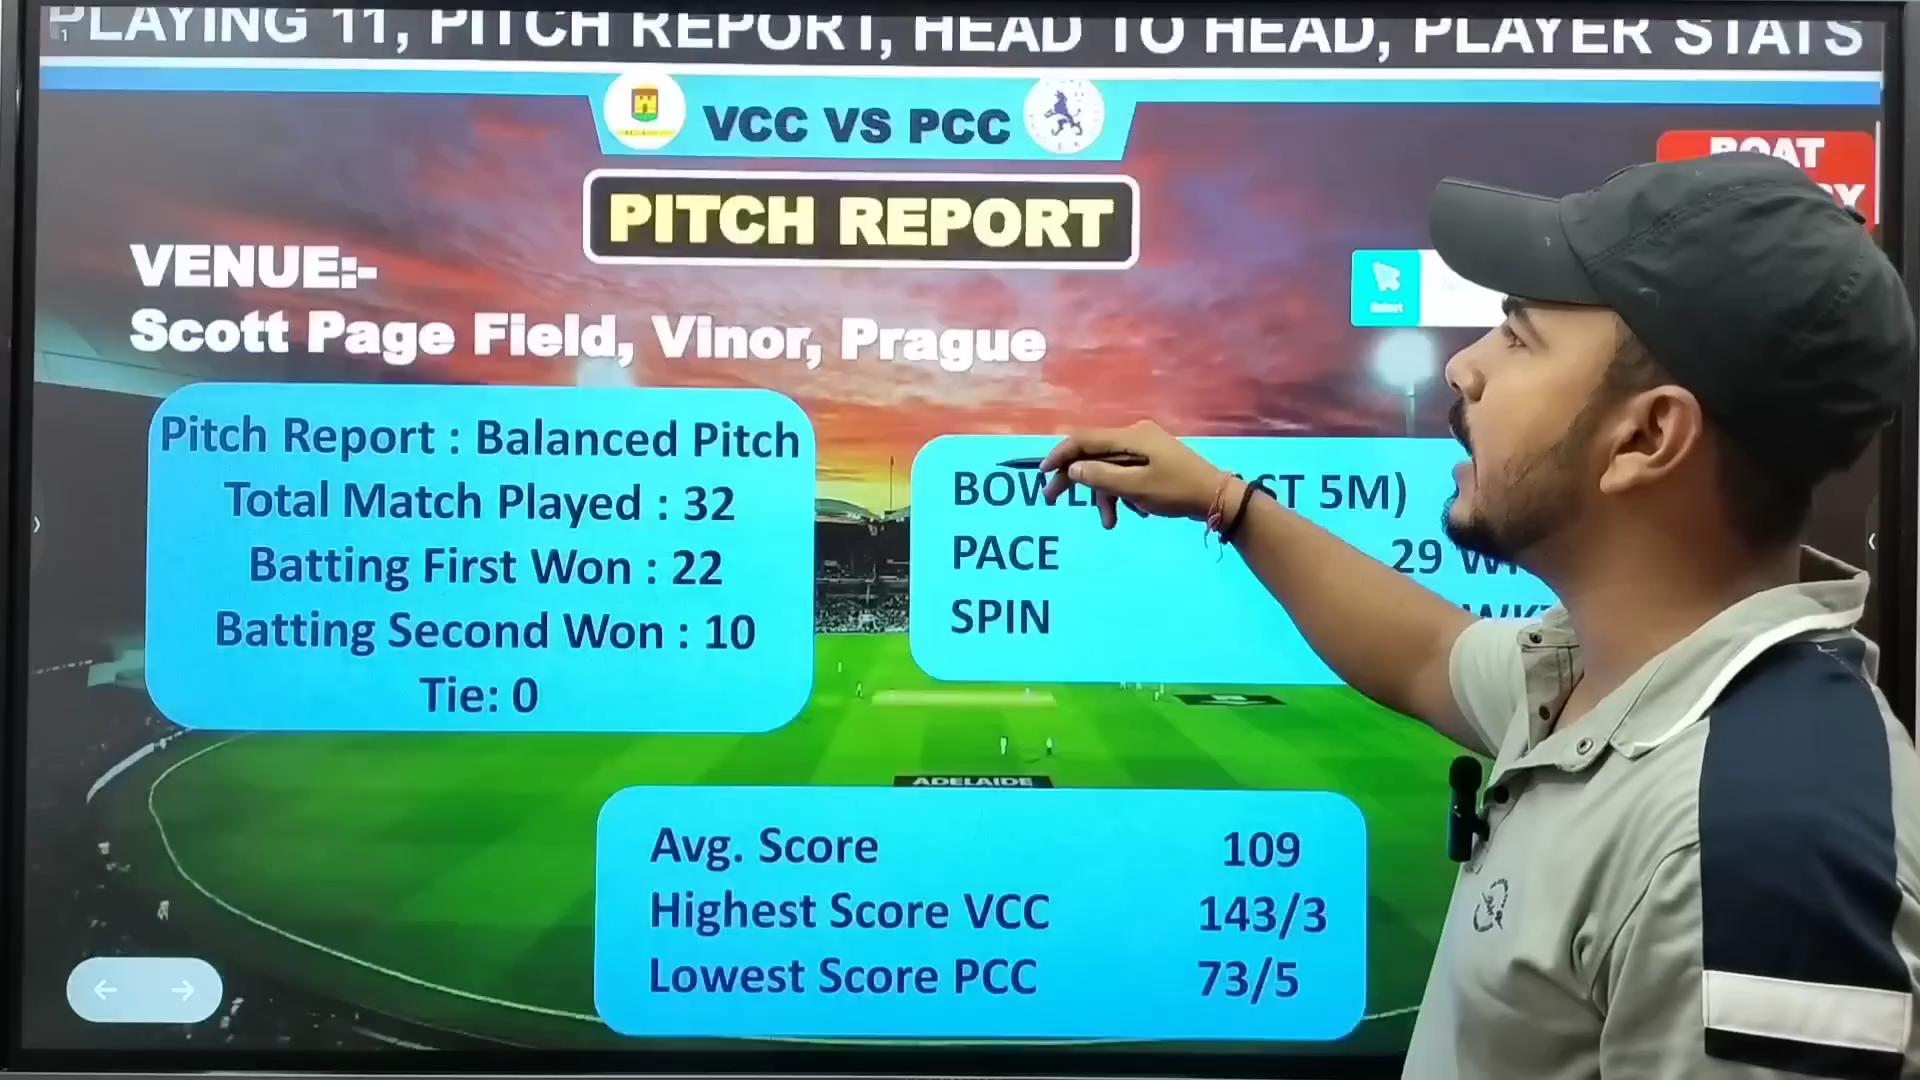 PLAYING 11, PITCH REPORT, HEAD TO HEAD, PLAYER STATS
VCC VS PCC
BOAT
PITCH REPORT
VENUE:-
Scott Page Field, Vinor, Prague
Select
Pitch Report : Balanced Pitch
Total Match Played : 32
Batting First Won : 22
Batting Second Won : 10
Tie: 0
5M)
PACE 29
SPIN
ADELAIDE
Avg. Score 109
Highest Score VCC 143/3
Lowest Score PCC 73/5